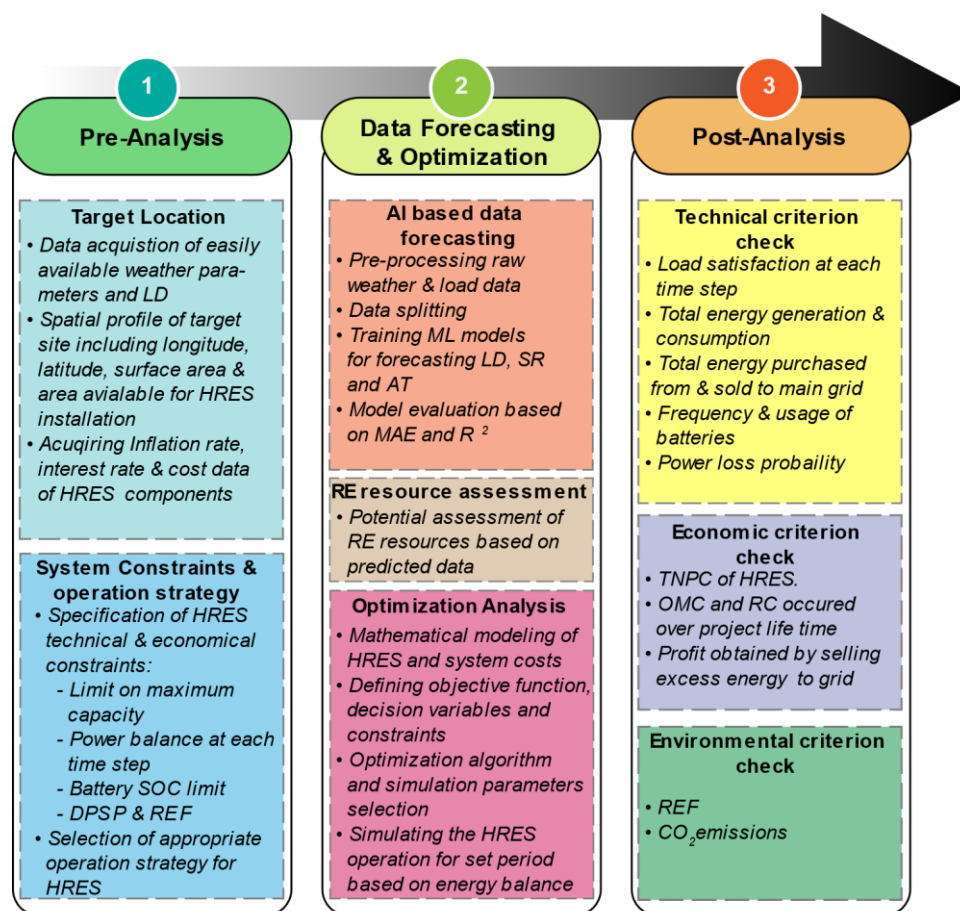 1
Pre-Analysis
Target Location
• Data acquistion of easily
available weather para-
meters and LD
• Spatial profile of target
site including longitude,
latitude, surface area &
area avialable for HRES
installation
• Acuqiring Inflation rate,
interest rate & cost data
of HRES components
System Constraints &
operation strategy
• Specification of HRES
technical & economical
constraints:
- Limit on maximum
capacity
- Power balance at each
time step
- Battery SOC limit
- DPSP & REF
• Selection of appropriate
operation strategy for
HRES
2
Data Forecasting
& Optimization
AI based data
forecasting
• Pre-processing raw
weather & load data
• Data splitting
• Training ML models
for forecasting LD, SR
and AT
• Model evaluation based
on MAE and R ²
RE resource assessment
• Potential assessment of
RE resources based on
predicted data
Optimization Analysis
• Mathematical modeling of
HRES and system costs
• Defining objective function,
decision variables and
constraints
• Optimization algorithm
and simulation parameters
selection
• Simulating the HRES
operation for set period
based on energy balance
3
Post-Analysis
Technical criterion
check
• Load satisfaction at each
time step
• Total energy generation &
consumption
• Total energy purchased
from & sold to main grid
• Frequency & usage of
batteries
• Power loss probaility
Economic criterion
check
• TNPC of HRES.
• OMC and RC occured
over project life time
• Profit obtained by selling
excess energy to grid
Environmental criterion
check
• REF
• CO₂emissions